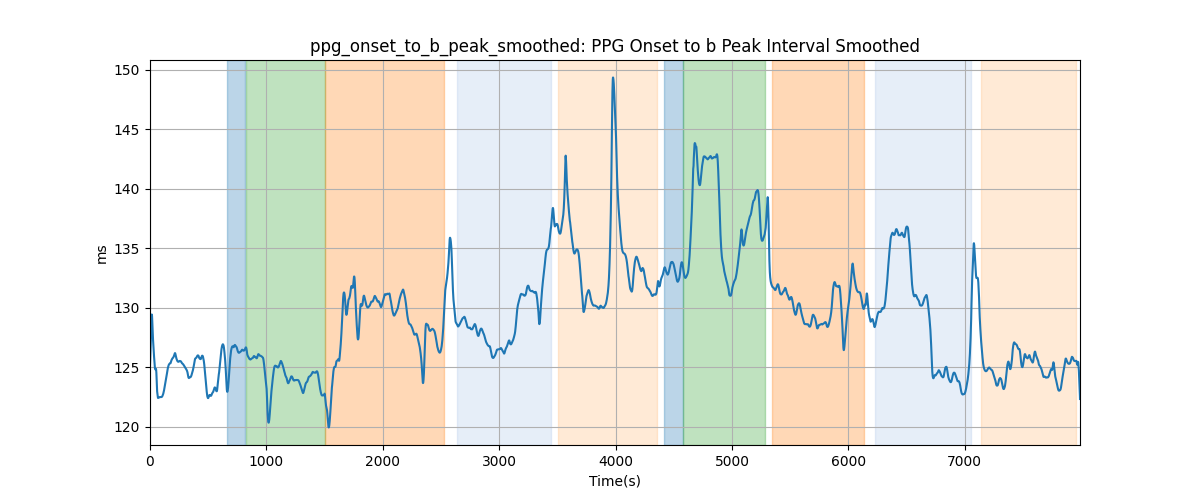 ppg_onset_to_b_peak_smoothed: PPG Onset to b Peak Interval Smoothed
150
145
140
135
130
125
120
ms
0 1000 2000 3000 4000 5000 6000 7000
Time(s)